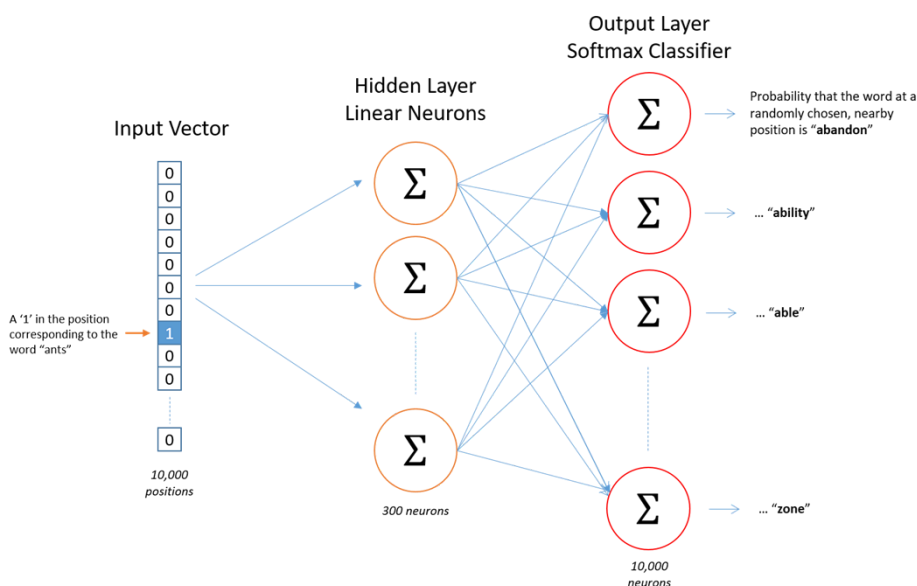 Output Layer
Softmax Classifier
Hidden Layer
Linear Neurons
Input Vector
0
0
0
0
0
0
0
1
0
0
0
A ‘1’ in the position
corresponding to the
word “ants”
10,000
positions
Σ
Σ
Σ
300 neurons
Σ
Σ
Σ
Σ
10,000
neurons
Probability that the word at a
randomly chosen, nearby
position is “abandon”
... “ability”
... “able”
... “zone”